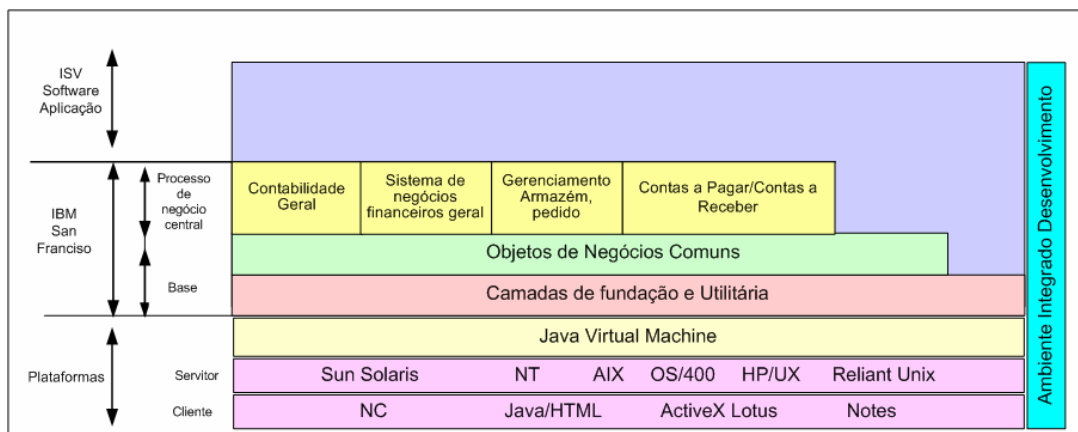 ISV
Software
Aplicação
IBM
San
Franciso
Processo
de
negócio
central
Base
Contabilidade
Geral
Sistema de
negócios
financeiros geral
Gerenciamento
Armazém,
pedido
Contas a Pagar/Contas a
Receber
Objetos de Negócios Comuns
Camadas de fundação e Utilitária
Java Virtual Machine
Plataformas
Servitor
Sun Solaris NT AIX OS/400 HP/UX Reliant Unix
Cliente
NC Java/HTML ActiveX Lotus Notes
Ambiente Integrado Desenvolvimento